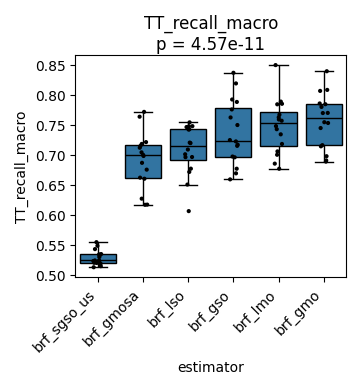 TT_recall_macro
p = 4.57e-11
TT_recall_macro
0.85
0.80
0.75
0.70
0.65
0.60
0.55
0.50
brf_sgso_us
brf_gmosa
brf_lso
brf_gso
brf_lmo
brf_gmo
estimator